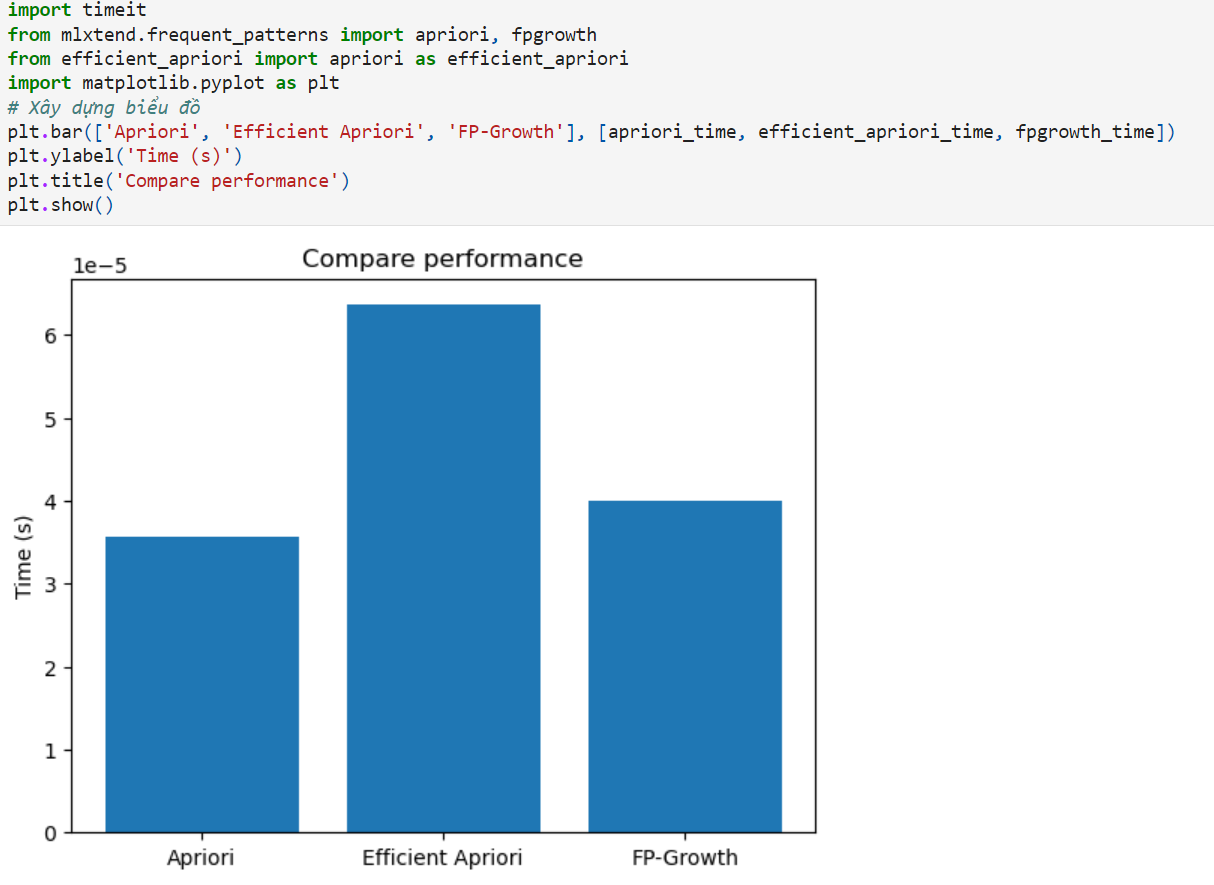 import timeit
from mlxtend.frequent_patterns import apriori, fpgrowth
from efficient_apriori import apriori as efficient_apriori
import matplotlib.pyplot as plt
# Xây dựng biểu đồ
plt.bar(['Apriori', 'Efficient Apriori', 'FP-Growth'], [apriori_time, efficient_apriori_time, fpgrowth_time])
plt.ylabel('Time (s)')
plt.title('Compare performance')
plt.show()
Compare performance
1e−5
6
5
4
3
2
1
0
Time (s)
Apriori
Efficient Apriori
FP-Growth